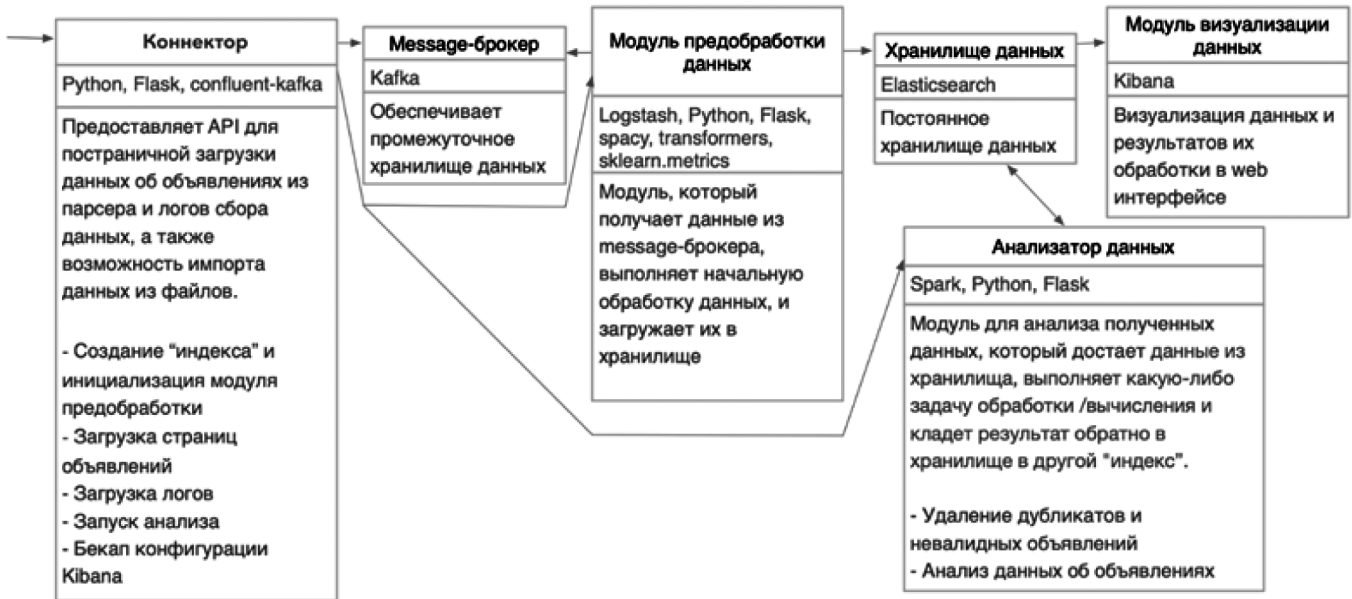 Коннектор
Python, Flask, confluent-kafka
Предоставляет API для
постраничной загрузки
данных об объявлениях из
парсера и логов сбора
данных, а также
возможность импорта
данных из файлов.
- Создание “индекса” и
инициализация модуля
предобработки
- Загрузка страниц
объявлений
- Загрузка логов
- Запуск анализа
- Бекап конфигурации
Kibana
Message-брокер
Kafka
Обеспечивает
промежуточное
хранилище данных
Модуль предобработки
данных
Logstash, Python, Flask,
spacy, transformers,
sklearn.metrics
Модуль, который
получает данные из
message-брокера,
выполняет начальную
обработку данных, и
загружает их в
хранилище
Хранилище данных
Elasticsearch
Постоянное
хранилище данных
Модуль визуализации
данных
Kibana
Визуализация данных и
результатов их
обработки в web
интерфейсе
Анализатор данных
Spark, Python, Flask
Модуль для анализа полученных
данных, который достает данные из
хранилища, выполняет какую-либо
задачу обработки /вычисления и
кладет результат обратно в
хранилище в другой "индекс".
- Удаление дубликатов и
невалидных объявлений
- Анализ данных об объявлениях